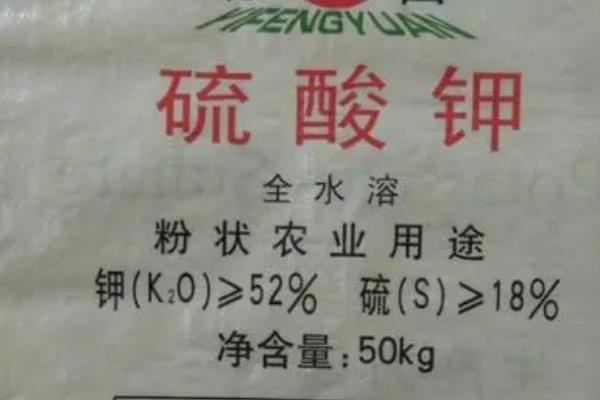 YIFENGYUAN
硫酸钾
全水溶
粉状农业用途
钾(K₂O)≥52% 硫(S)≥18%
净含量:50kg